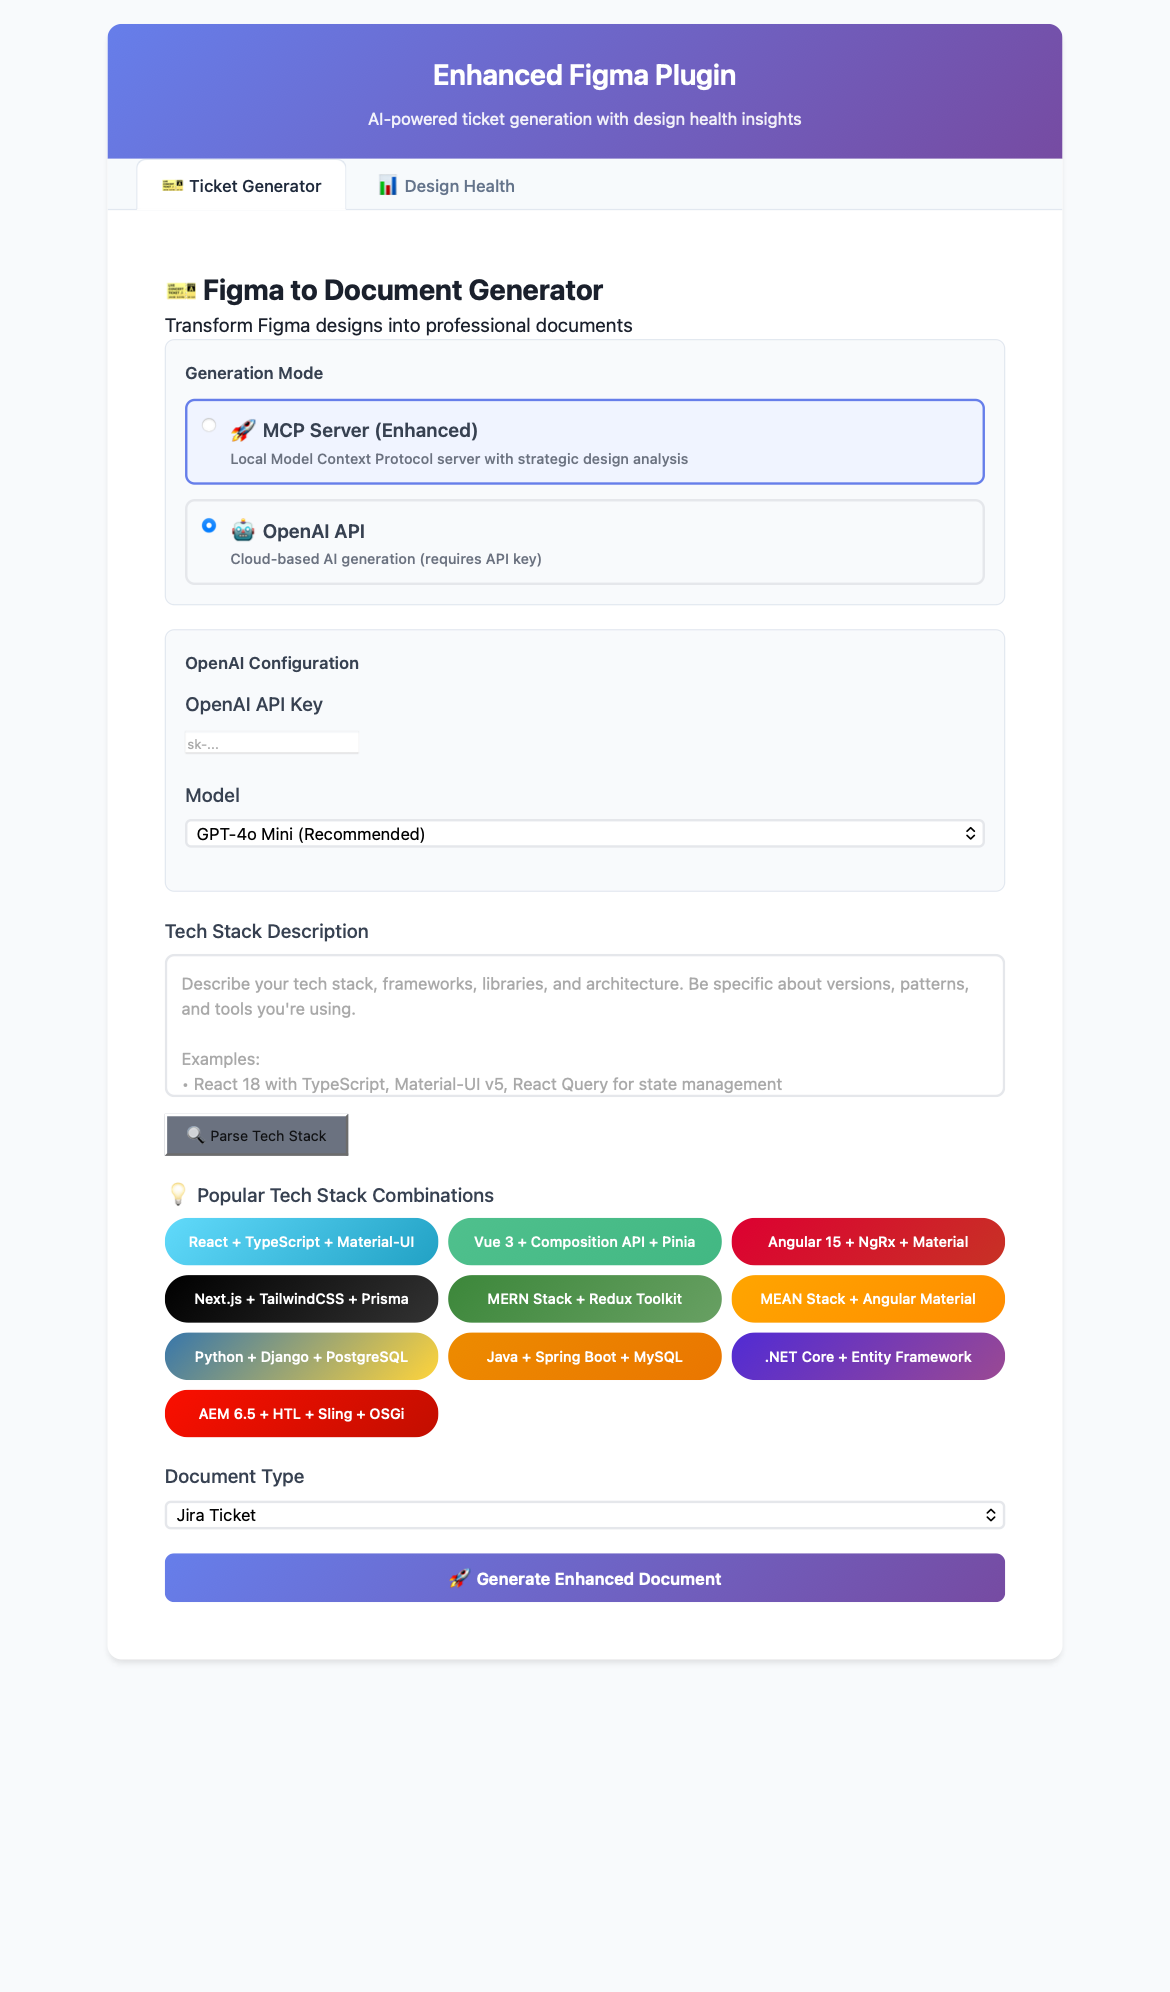 Enhanced Figma Plugin
AI-powered ticket generation with design health insights
🎫 Ticket Generator
📊 Design Health
🎫 Figma to Document Generator
Transform Figma designs into professional documents
Generation Mode
🚀 MCP Server (Enhanced)
Local Model Context Protocol server with strategic design analysis
🤖 OpenAI API
Cloud-based AI generation (requires API key)
OpenAI Configuration
OpenAI API Key
sk-...
Model
GPT-4o Mini (Recommended)
Tech Stack Description
Describe your tech stack, frameworks, libraries, and architecture. Be specific about versions, patterns,
and tools you're using.
Examples:
• React 18 with TypeScript, Material-UI v5, React Query for state management
🔍 Parse Tech Stack
💡 Popular Tech Stack Combinations
React + TypeScript + Material-UI
Vue 3 + Composition API + Pinia
Angular 15 + NgRx + Material
Next.js + TailwindCSS + Prisma
MERN Stack + Redux Toolkit
MEAN Stack + Angular Material
Python + Django + PostgreSQL
Java + Spring Boot + MySQL
.NET Core + Entity Framework
AEM 6.5 + HTL + Sling + OSGi
Document Type
Jira Ticket
🚀 Generate Enhanced Document